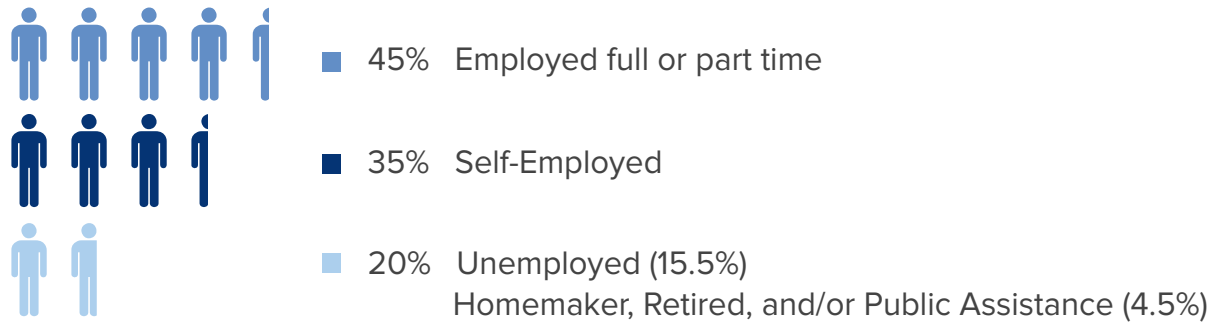 45% Employed full or part time
35% Self-Employed
20% Unemployed (15.5%)
Homemaker, Retired, and/or Public Assistance (4.5%)